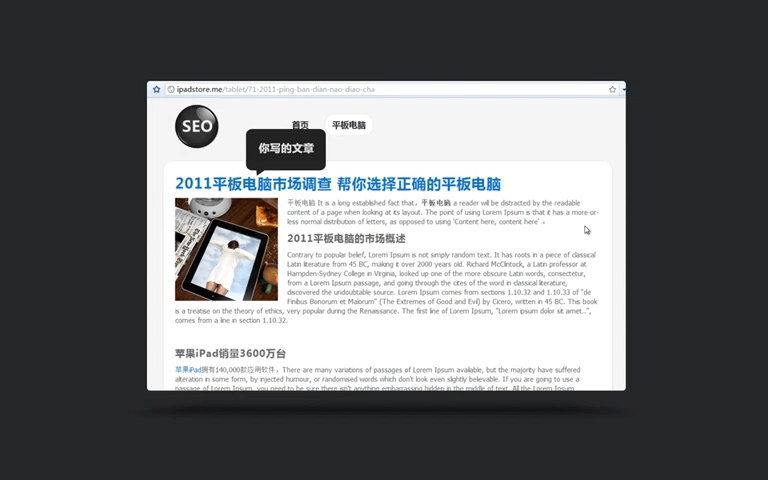 ipadstore.me/tablet/71-2011-ping-ban-dian-nao-diao-cha
SEO
首页
平板电脑
你写的文章
2011平板电脑市场调查 帮你选择正确的平板电脑
平板电脑 It is a long established fact that，平板电脑 a reader will be distracted by the readable
content of a page when looking at its layout. The point of using Lorem Ipsum is that it has a more-or-
less normal distribution of letters, as opposed to using 'Content here, content here' 。
2011平板电脑的市场概述
Contrary to popular belief, Lorem Ipsum is not simply random text. It has roots in a piece of classical
Latin literature from 45 BC, making it over 2000 years old. Richard McClintock, a Latin professor at
Hampden-Sydney College in Virginia, looked up one of the more obscure Latin words, consectetur,
from a Lorem Ipsum passage, and going through the cites of the word in classical literature,
discovered the undoubtable source. Lorem Ipsum comes from sections 1.10.32 and 1.10.33 of "de
Finibus Bonorum et Malorum" (The Extremes of Good and Evil) by Cicero, written in 45 BC. This book
is a treatise on the theory of ethics, very popular during the Renaissance. The first line of Lorem Ipsum, "Lorem ipsum dolor sit amet..",
comes from a line in section 1.10.32.
苹果iPad销量3600万台
苹果iPad拥有140,000款应用软件，There are many variations of passages of Lorem Ipsum available, but the majority have suffered
alteration in some form, by injected humour, or randomised words which don't look even slightly believable. If you are going to use a
passage of Lorem Ipsum, you need to be sure there isn't anything embarrassing hidden in the middle of text. All the Lorem Ipsum